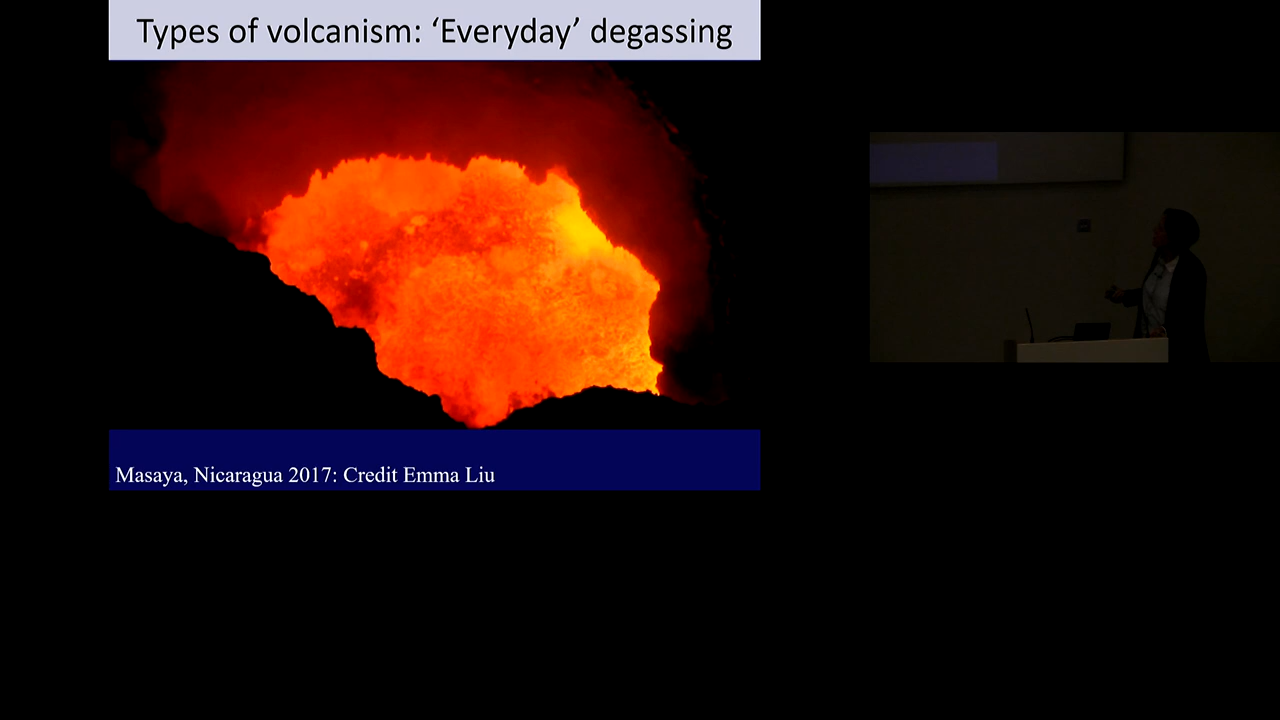 Types of volcanism: ‘Everyday’ degassing
Masaya, Nicaragua 2017: Credit Emma Liu